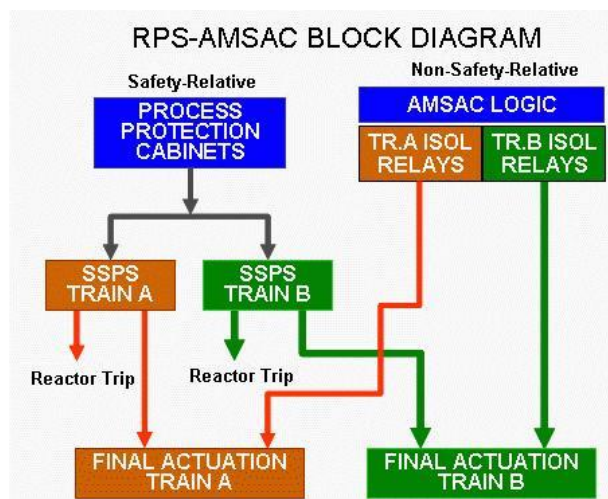 RPS-AMSAC BLOCK DIAGRAM
Safety-Relative
Non-Safety-Relative
PROCESS
PROTECTION
CABINETS
AMSAC LOGIC
TR.A ISOL
RELAYS
TR.B ISOL
RELAYS
SSPS
TRAIN A
SSPS
TRAIN B
Reactor Trip
Reactor Trip
FINAL ACTUATION
TRAIN A
FINAL ACTUATION
TRAIN B